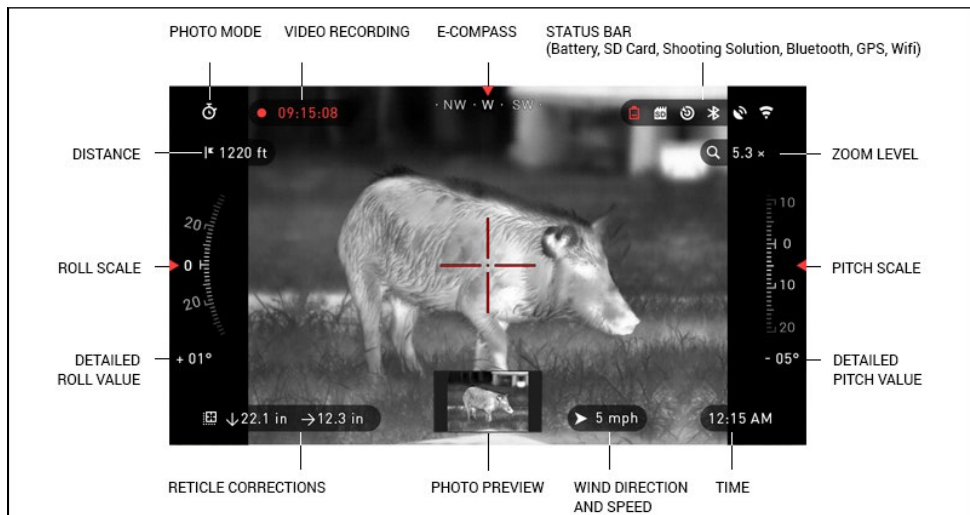 PHOTO MODE
VIDEO RECORDING
E-COMPASS
STATUS BAR
(Battery, SD Card, Shooting Solution, Bluetooth, GPS, Wifi)
09:15:08
· NW · W · SW ·
SD
DISTANCE
1220 ft
5.3 ×
ZOOM LEVEL
20
0
20
10
0
10
20
ROLL SCALE
PITCH SCALE
DETAILED
ROLL VALUE
+ 01°
- 05°
DETAILED
PITCH VALUE
↓22.1 in →12.3 in
5 mph
12:15 AM
RETICLE CORRECTIONS
PHOTO PREVIEW
WIND DIRECTION
AND SPEED
TIME